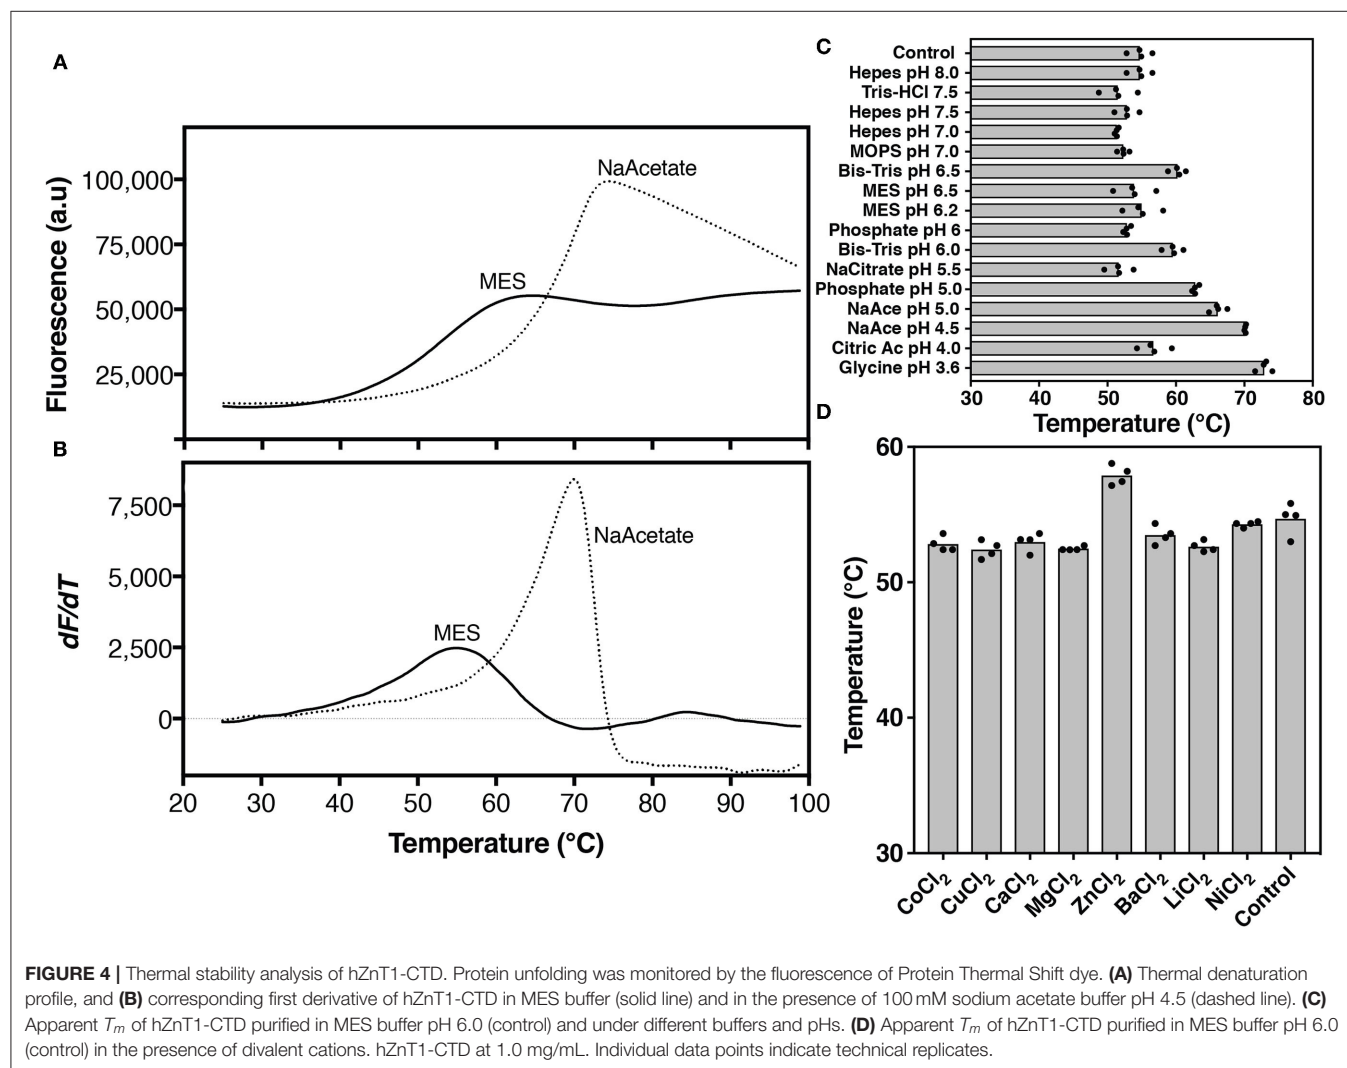 A
Fluorescence (a.u)
100,000
75,000
50,000
25,000
NaAcetate
MES
B
dF/dT
7,500
5,000
2,500
0
NaAcetate
MES
20 30 40 50 60 70 80 90 100
Temperature (°C)
C
Control
Hepes pH 8.0
Tris-HCl 7.5
Hepes pH 7.5
Hepes pH 7.0
MOPS pH 7.0
Bis-Tris pH 6.5
MES pH 6.5
MES pH 6.2
Phosphate pH 6
Bis-Tris pH 6.0
NaCitrate pH 5.5
Phosphate pH 5.0
NaAce pH 5.0
NaAce pH 4.5
Citric Ac pH 4.0
Glycine pH 3.6
30 40 50 60 70 80
Temperature (°C)
D
Temperature (°C)
60
50
40
30
CoCl2
CuCl2
CaCl2
MgCl2
ZnCl2
BaCl2
LiCl2
NiCl2
Control
FIGURE 4 | Thermal stability analysis of hZnT1-CTD. Protein unfolding was monitored by the fluorescence of Protein Thermal Shift dye. (A) Thermal denaturation
profile, and (B) corresponding first derivative of hZnT1-CTD in MES buffer (solid line) and in the presence of 100 mM sodium acetate buffer pH 4.5 (dashed line). (C)
Apparent Tm of hZnT1-CTD purified in MES buffer pH 6.0 (control) and under different buffers and pHs. (D) Apparent Tm of hZnT1-CTD purified in MES buffer pH 6.0
(control) in the presence of divalent cations. hZnT1-CTD at 1.0 mg/mL. Individual data points indicate technical replicates.